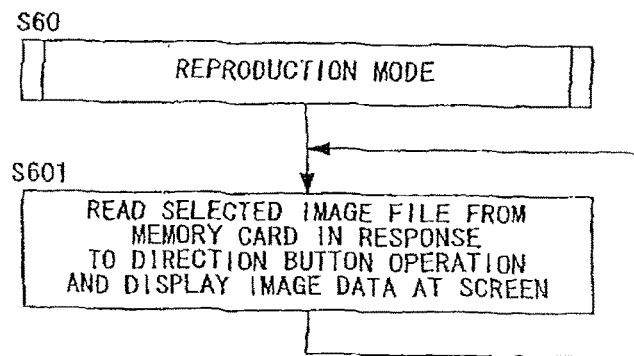 S60
REPRODUCTION MODE
S601
READ SELECTED IMAGE FILE FROM
MEMORY CARD IN RESPONSE
TO DIRECTION BUTTON OPERATION
AND DISPLAY IMAGE DATA AT SCREEN